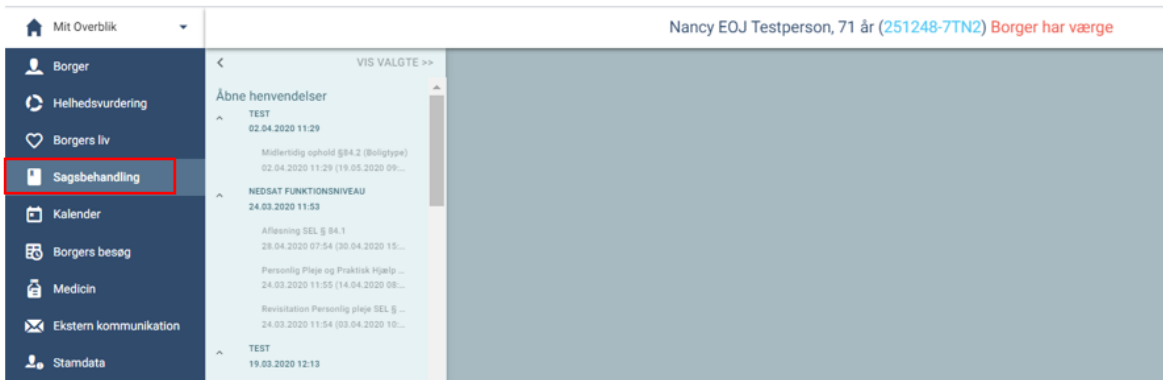 Mit Overblik
Nancy EOJ Testperson, 71 år (251248-7TN2) Borger har værge
Borger
Helhedsvurdering
Borgers liv
Sagsbehandling
Kalender
Borgers besøg
Medicin
Ekstern kommunikation
Stamdata
VIS VALGTE >>
Åbne henvendelser
TEST
02.04.2020 11:29
Midlertidig ophold §84.2 (Boligtype)
02.04.2020 11:29 (19.05.2020 09:...
NEDSAT FUNKTIONSNIVEAU
24.03.2020 11:53
Afløsning SEL § 84.1
28.04.2020 07:54 (30.04.2020 15:...
Personlig Pleje og Praktisk Hjælp ...
24.03.2020 11:55 (14.04.2020 08:...
Revisitation Personlig pleje SEL § ...
24.03.2020 11:54 (03.04.2020 10:...
TEST
19.03.2020 12:13